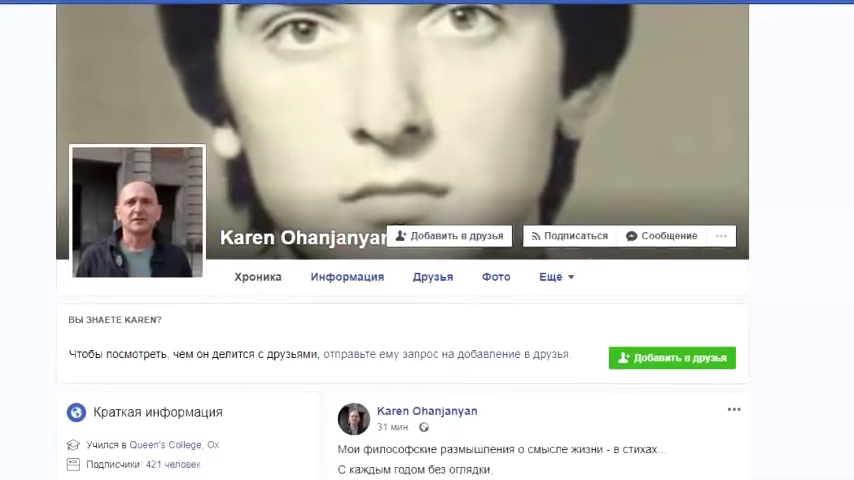 Karen Ohanjanyan
Добавить в друзья
Подписаться
Сообщение
Хроника
Информация
Друзья
Фото
Ещё
ВЫ ЗНАЕТЕ KAREN?
Чтобы посмотреть, чем он делится с друзьями, отправьте ему запрос на добавление в друзья.
Добавить в друзья
Краткая информация
Учился в Queen's College, Ox
Подписчики: 421 человек
Karen Ohanjanyan
31 мин
Мои философские размышления о смысле жизни - в стихах...
С каждым годом без оглядки,